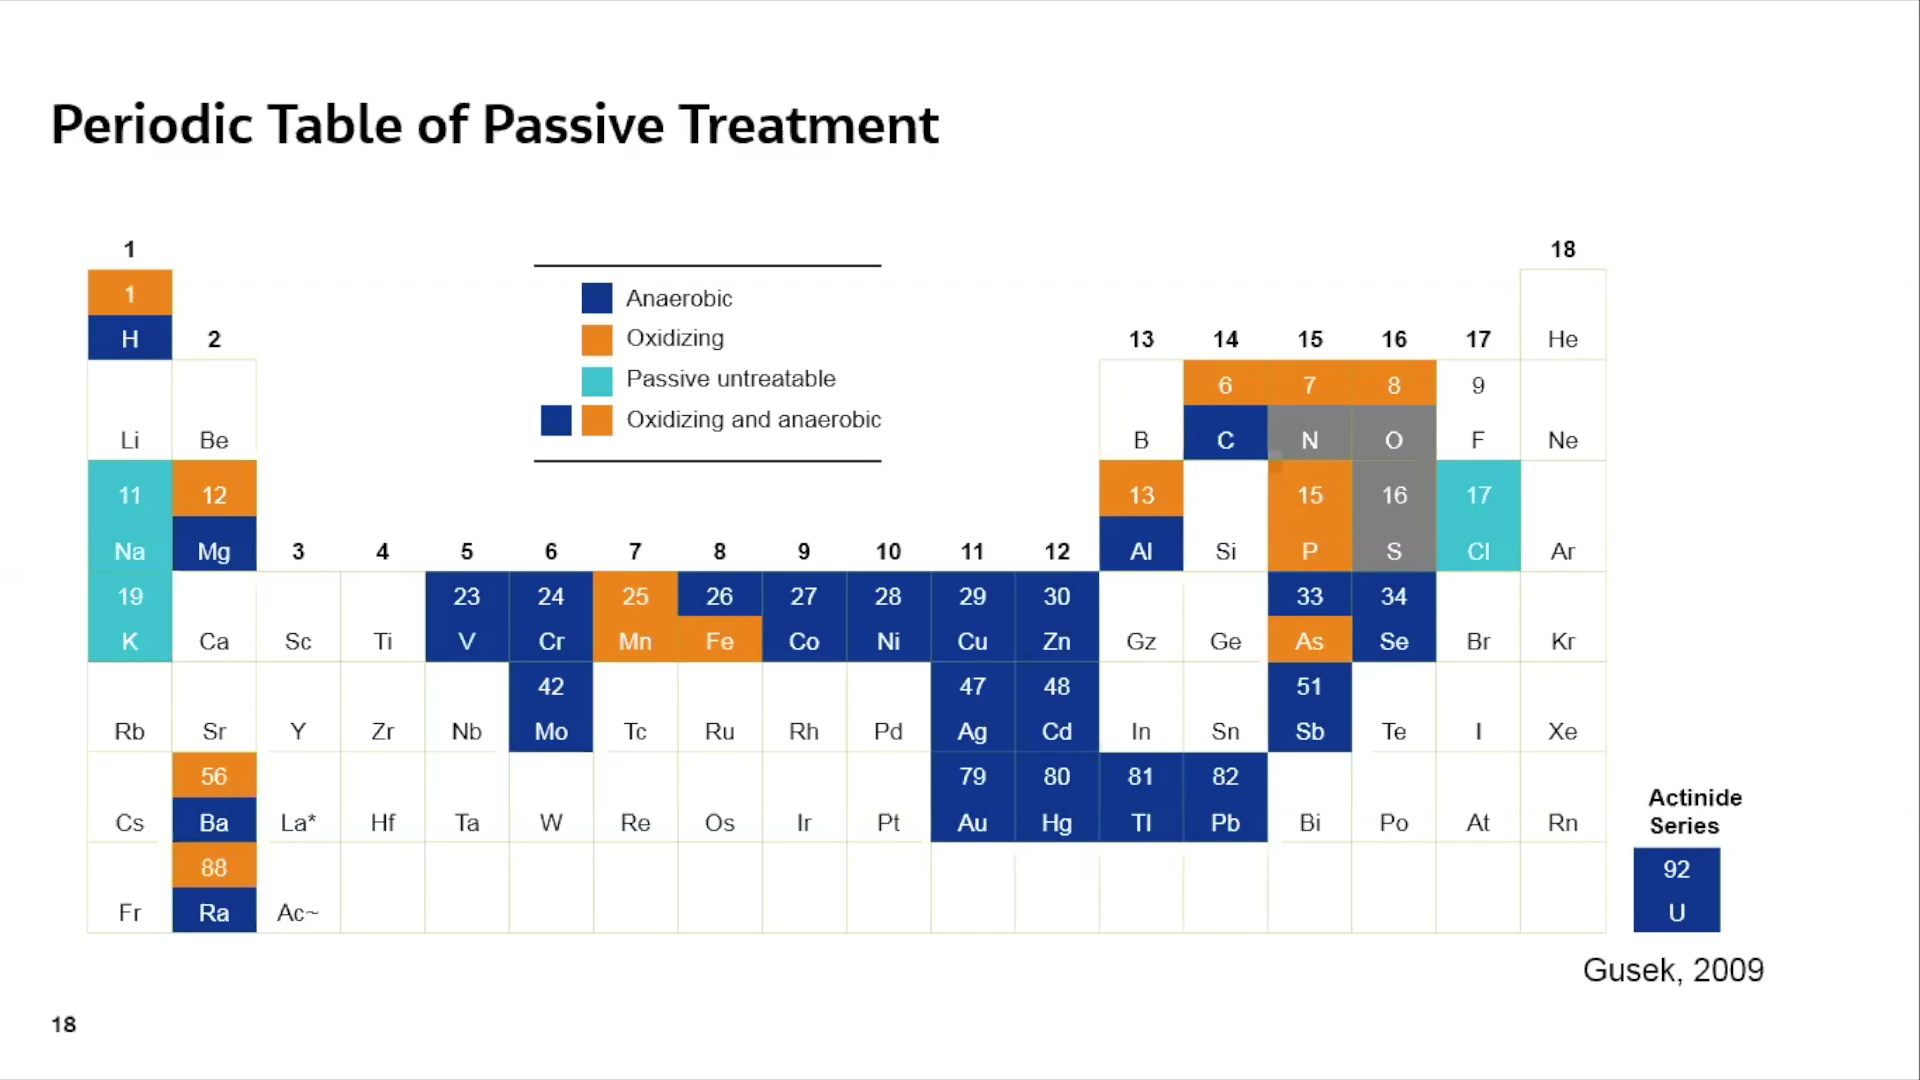 Periodic Table of Passive Treatment
1 18
1 Anaerobic
H 2 Oxidizing 13 14 15 16 17 He
Passive untreatable 6 7 8 9
Oxidizing and anaerobic
Li Be B C N O F Ne
11 12 13 15 16 17
Na Mg 3 4 5 6 7 8 9 10 11 12 Al Si P S Cl Ar
19 23 24 25 26 27 28 29 30 33 34
K Ca Sc Ti V Cr Mn Fe Co Ni Cu Zn Gz Ge As Se Br Kr
42 47 48 51
Rb Sr Y Zr Nb Mo Tc Ru Rh Pd Ag Cd In Sn Sb Te I Xe
56 79 80 81 82
Cs Ba La* Hf Ta W Re Os Ir Pt Au Hg Tl Pb Bi Po At Rn
88
Fr Ra Ac~
Actinide
Series
92
U
Gusek, 2009
18